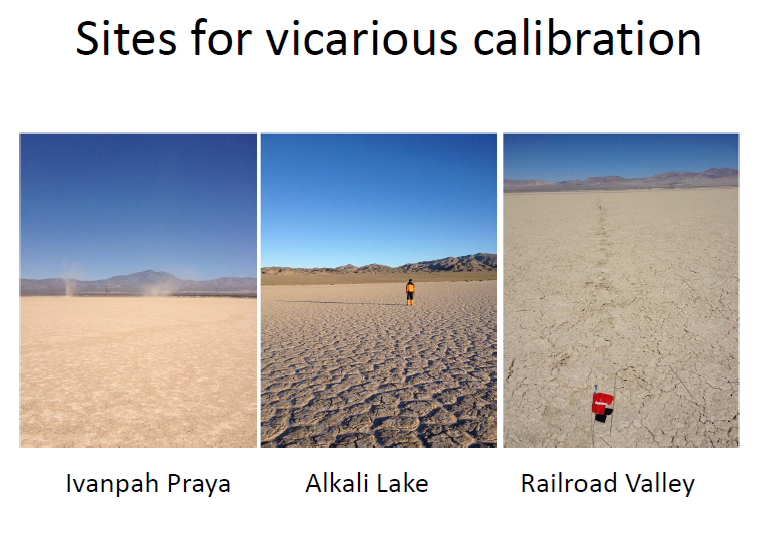 Sites for vicarious calibration
Ivanpah Praya
Alkali Lake
Railroad Valley